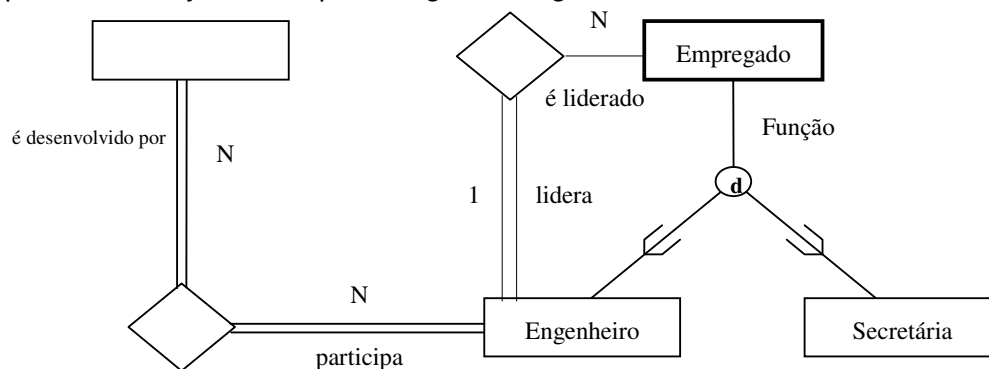 N
Empregado
é liderado
é desenvolvido por
N
Função
d
1
lidera
N
Engenheiro
Secretária
participa